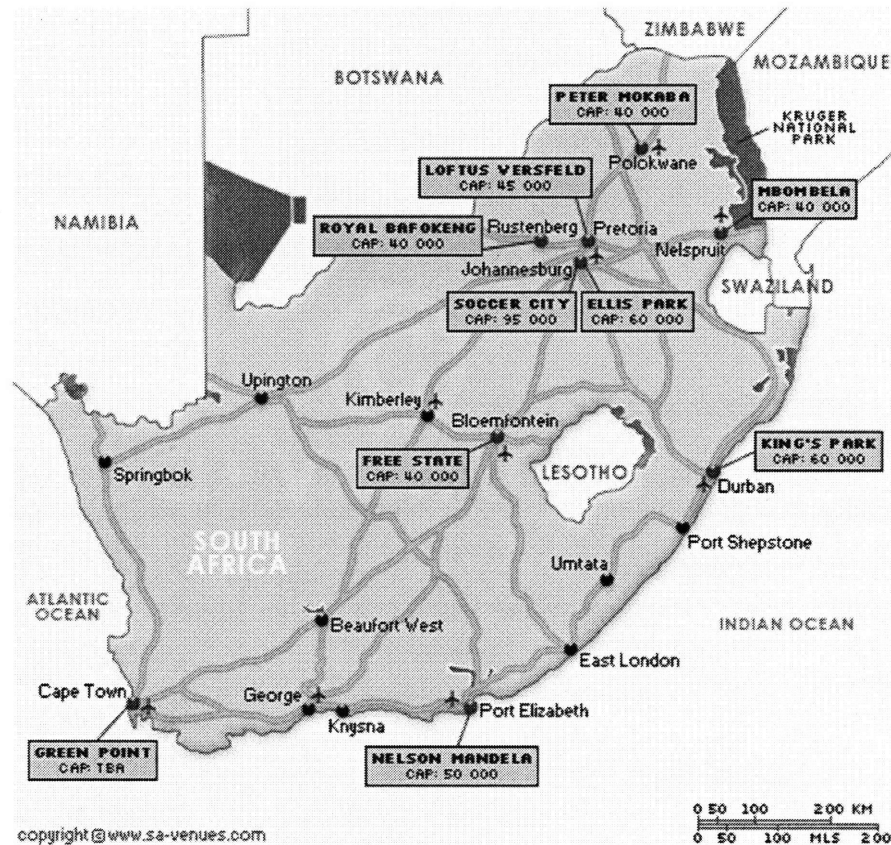 ZIMBABWE
MOZAMBIQUE
BOTSWANA
PETER MOKABA
CAP: 40 000
KRUGER
NATIONAL
PARK
Polokwane
LOFTUS VERSFELD
CAP: 45 000
MBOMBELA
CAP: 40 000
NAMIBIA
ROYAL BAFOKENG
CAP: 40 000
Rustenberg
Pretoria
Nelspruit
Johannesburg
SWAZILAND
SOCCER CITY
CAP: 95 000
ELLIS PARK
CAP: 60 000
Upington
Kimberley
Bloemfontein
KING'S PARK
CAP: 60 000
FREE STATE
CAP: 40 000
LESOTHO
Springbok
Durban
Port Shepstone
SOUTH
AFRICA
Umtata
ATLANTIC
OCEAN
Beaufort West
INDIAN OCEAN
East London
Cape Town
George
Knysna
Port Elizabeth
GREEN POINT
CAP: TBA
NELSON MANDELA
CAP: 50 000
0 50 100 200 KM
0 50 100 MLS 200
copyright@www.sa-venues.com